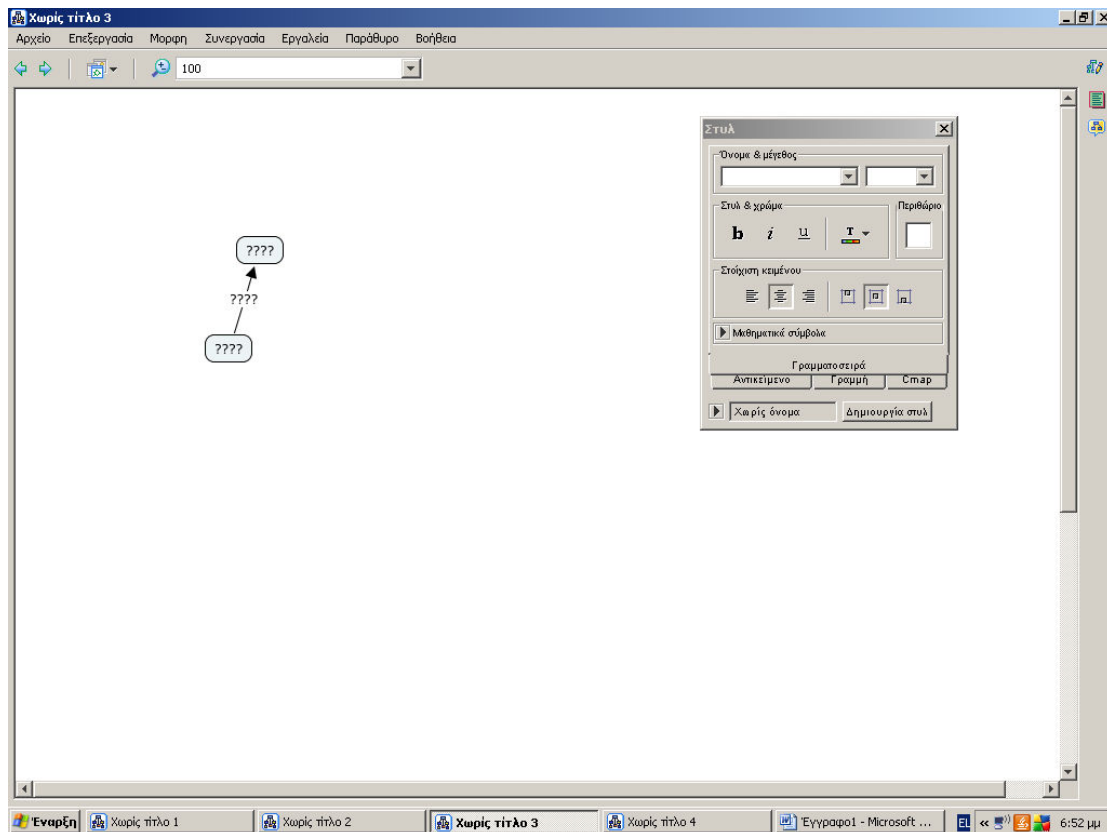 Χωρίς τίτλο 3
Αρχείο Επεξεργασία Μορφη Συνεργασία Εργαλεία Παράθυρο Βοήθεια
100
????
????
????
Στυλ
Όνομα & μέγεθος
Στυλ & χρώμα Περιθώριο
b i u T
Στοίχιση κειμένου
Μαθηματικά σύμβολα
Γραμματοσειρά
Αντικείμενο Γραμμή Cmap
Χωρίς όνομα Δημιουργία στυλ
Έναρξη Χωρίς τίτλο 1 Χωρίς τίτλο 2 Χωρίς τίτλο 3 Χωρίς τίτλο 4 Έγγραφο1 - Microsoft ... EL « 6:52 μμ